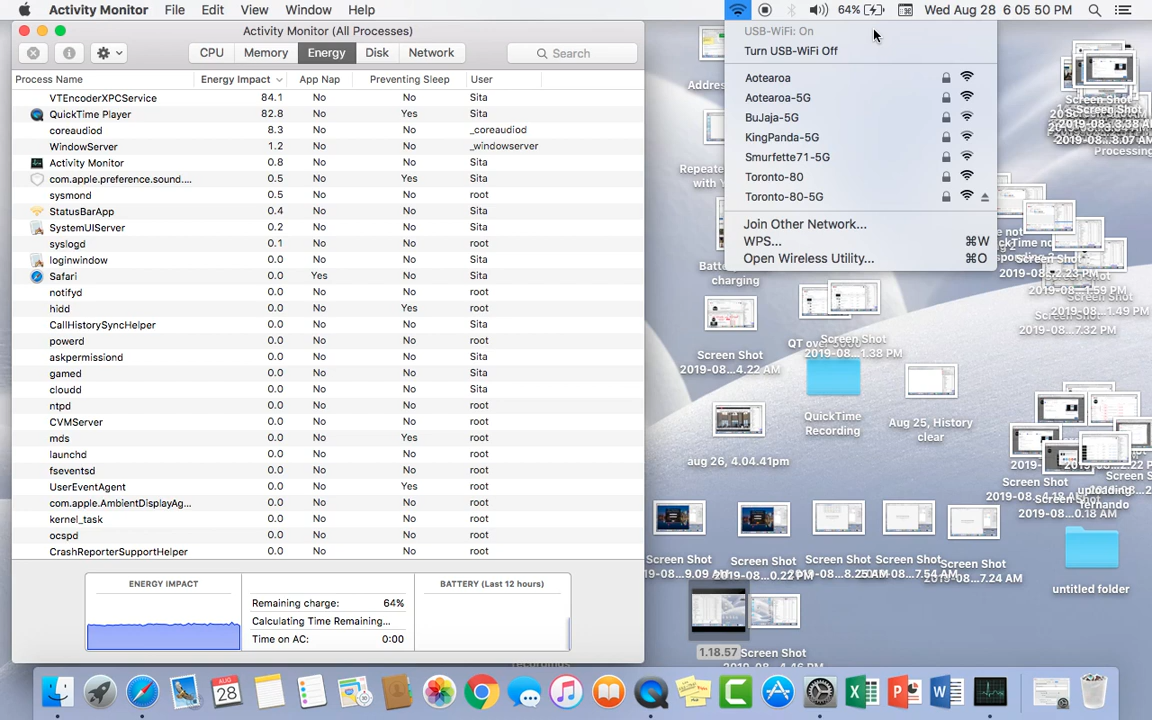 Activity Monitor File Edit View Window Help 64% Wed Aug 28 6 05 50 PM
Activity Monitor (All Processes)
CPU Memory Energy Disk Network Search
Process Name Energy Impact App Nap Preventing Sleep User
VTEncoderXPCService 84.1 No No Sita
QuickTime Player 82.8 No Yes Sita
coreaudiod 8.3 No No _coreaudiod
WindowServer 1.2 No No _windowserver
Activity Monitor 0.8 No No Sita
com.apple.preference.sound.... 0.5 No Yes Sita
sysmond 0.5 No No root
StatusBarApp 0.4 No No Sita
SystemUIServer 0.2 No No Sita
syslogd 0.1 No No root
loginwindow 0.0 No No Sita
Safari 0.0 Yes No Sita
notifyd 0.0 No No root
hidd 0.0 No Yes root
CallHistorySyncHelper 0.0 No No Sita
powerd 0.0 No No root
askpermissiond 0.0 No No Sita
gamed 0.0 No No Sita
cloudd 0.0 No No Sita
ntpd 0.0 No No root
CVMServer 0.0 No No root
mds 0.0 No Yes root
launchd 0.0 No No root
fseventsd 0.0 No No root
UserEventAgent 0.0 No Yes root
com.apple.AmbientDisplayAg... 0.0 No No root
kernel_task 0.0 No No root
ocspd 0.0 No No root
CrashReporterSupportHelper 0.0 No No root
ENERGY IMPACT
Remaining charge: 64%
Calculating Time Remaining...
Time on AC: 0:00
BATTERY (Last 12 hours)
USB-WiFi: On
Turn USB-WiFi Off
Aotearoa
Aotearoa-5G
BuJaja-5G
KingPanda-5G
Smurfette71-5G
Toronto-80
Toronto-80-5G
Join Other Network...
WPS... ⌘W
Open Wireless Utility... ⌘O
charging
Screen Shot
2019-08...4.22 AM
Screen Shot
2019-08...1.38 PM
QuickTime
Recording
Aug 25, History
clear
aug 26, 4.04.41pm
Screen Shot
Screen Shot
Screen Shot
Screen Shot
Screen Shot
2019-08...7.24 AM
untitled folder
1.18.57
Screen Shot
AUG
28